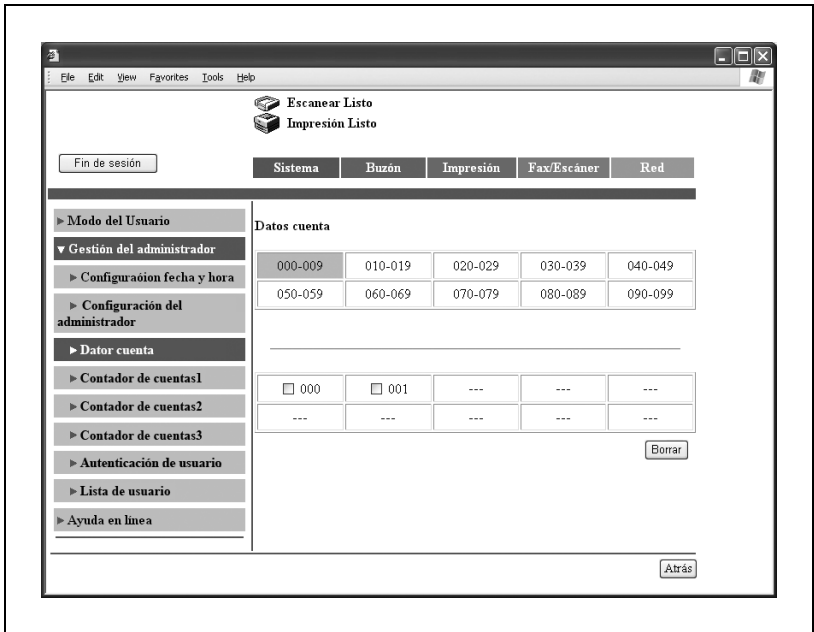 File Edit View Favorites Tools Help
Escanear Listo
Impresión Listo
Fin de sesión
Sistema Buzón Impresión Fax/Escáner Red
Modo del Usuario
Gestión del administrador
Configuraóion fecha y hora
Configuración del
administrador
Dator cuenta
Contador de cuentas1
Contador de cuentas2
Contador de cuentas3
Autenticación de usuario
Lista de usuario
Ayuda en línea
Datos cuenta
000-009 010-019 020-029 030-039 040-049
050-059 060-069 070-079 080-089 090-099
000 001 --- --- ---
--- --- --- --- ---
Borrar
Atrás